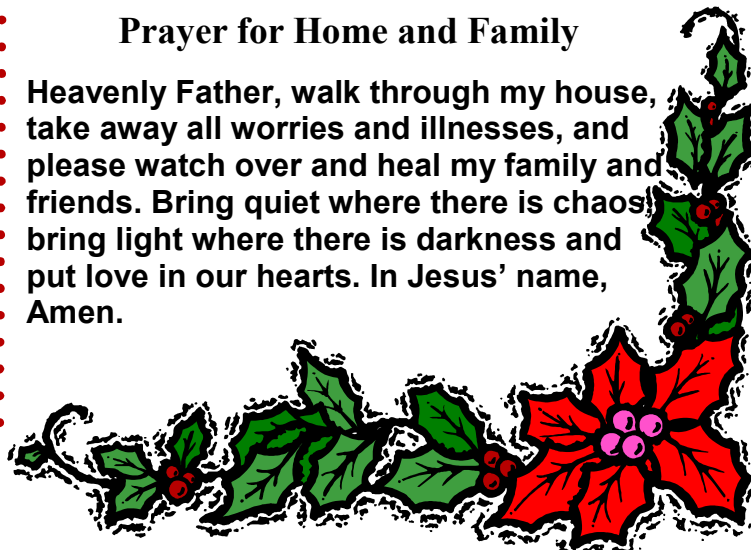 Prayer for Home and Family
Heavenly Father, walk through my house,
take away all worries and illnesses, and
please watch over and heal my family and
friends. Bring quiet where there is chaos
bring light where there is darkness and
put love in our hearts. In Jesus’ name,
Amen.